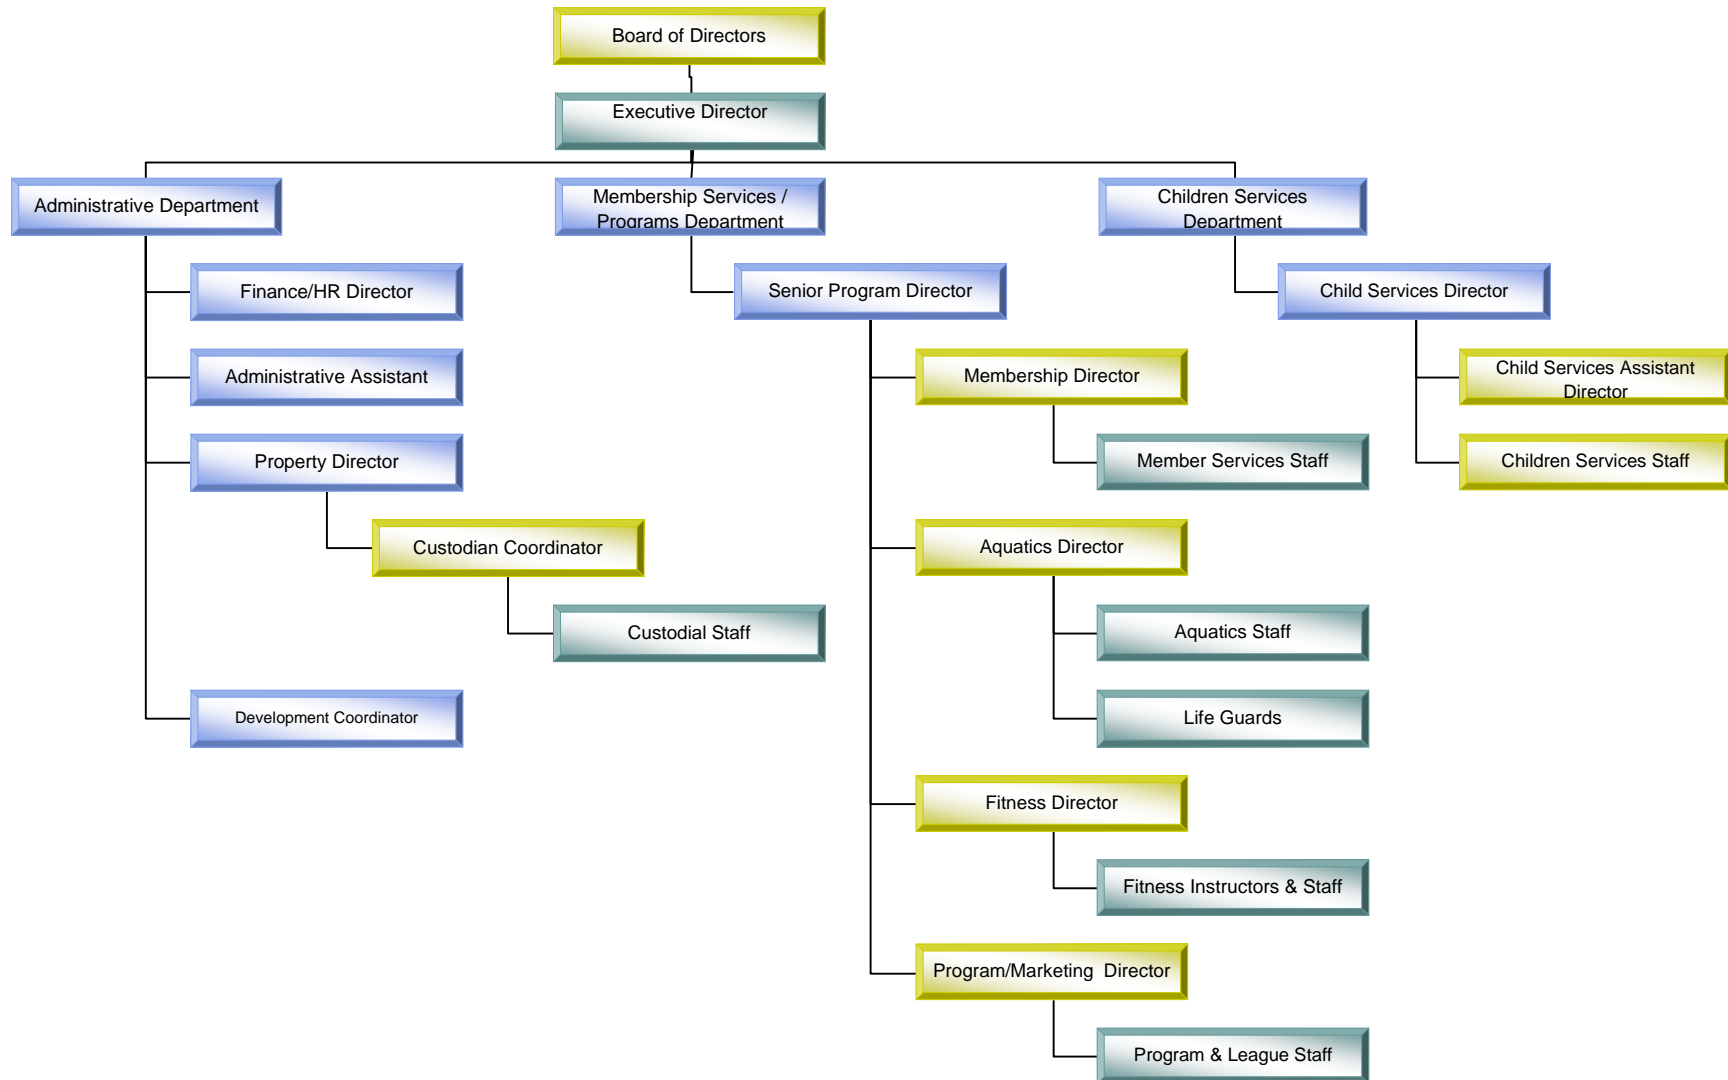 Board of Directors
Executive Director
Administrative Department
Membership Services /
Programs Department
Children Services
Department
Finance/HR Director
Senior Program Director
Child Services Director
Administrative Assistant
Membership Director
Child Services Assistant
Director
Property Director
Member Services Staff
Children Services Staff
Custodian Coordinator
Aquatics Director
Custodial Staff
Aquatics Staff
Development Coordinator
Life Guards
Fitness Director
Fitness Instructors & Staff
Program/Marketing  Director
Program & League Staff